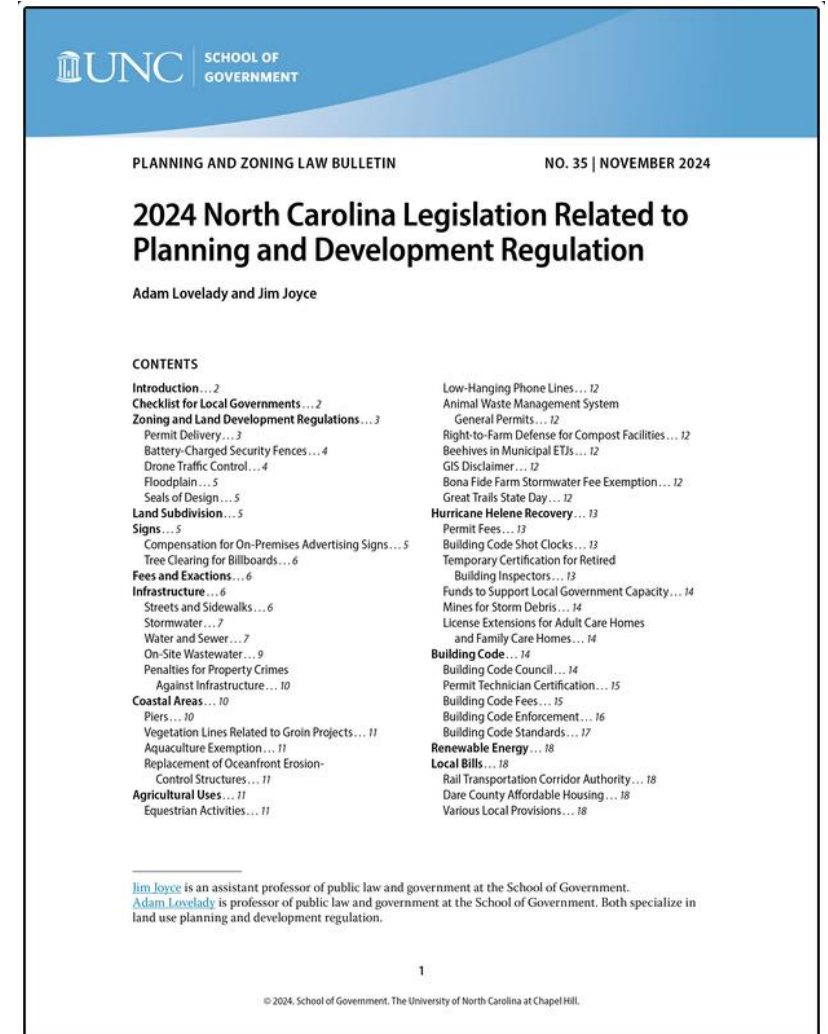 UNC
SCHOOL OF
GOVERNMENT
PLANNING AND ZONING LAW BULLETIN
NO. 35 | NOVEMBER 2024
2024 North Carolina Legislation Related to
Planning and Development Regulation
Adam Lovelady and Jim Joyce
CONTENTS
Introduction...2
Checklist for Local Governments...2
Zoning and Land Development Regulations...3
Permit Delivery...3
Battery-Charged Security Fences...4
Drone Traffic Control...4
Floodplain...5
Seals of Design...5
Land Subdivision...5
Signs...5
Compensation for On-Premises Advertising Signs...5
Tree Clearing for Billboards...6
Fees and Exactions...6
Infrastructure...6
Streets and Sidewalks...6
Stormwater...7
Water and Sewer...7
On-Site Wastewater...9
Penalties for Property Crimes
Against Infrastructure...10
Coastal Areas...10
Piers...10
Vegetation Lines Related to Groin Projects...11
Aquaculture Exemption...11
Replacement of Oceanfront Erosion-
Control Structures...11
Agricultural Uses...11
Equestrian Activities...11
Low-Hanging Phone Lines...12
Animal Waste Management System
General Permits...12
Right-to-Farm Defense for Compost Facilities...12
Beehives in Municipal ETJs...12
GIS Disclaimer...12
Bona Fide Farm Stormwater Fee Exemption...12
Great Trails State Day...12
Hurricane Helene Recovery...13
Permit Fees...13
Building Code Shot Clocks...13
Temporary Certification for Retired
Building Inspectors...13
Funds to Support Local Government Capacity...14
Mines for Storm Debris...14
License Extensions for Adult Care Homes
and Family Care Homes...14
Building Code...14
Building Code Council...14
Permit Technician Certification...15
Building Code Fees...15
Building Code Enforcement...16
Building Code Standards...17
Renewable Energy...18
Local Bills...18
Rail Transportation Corridor Authority...18
Dare County Affordable Housing...18
Various Local Provisions...18
Jim Joyce is an assistant professor of public law and government at the School of Government.
Adam Lovelady is professor of public law and government at the School of Government. Both specialize in
land use planning and development regulation.
1
© 2024. School of Government. The University of North Carolina at Chapel Hill.